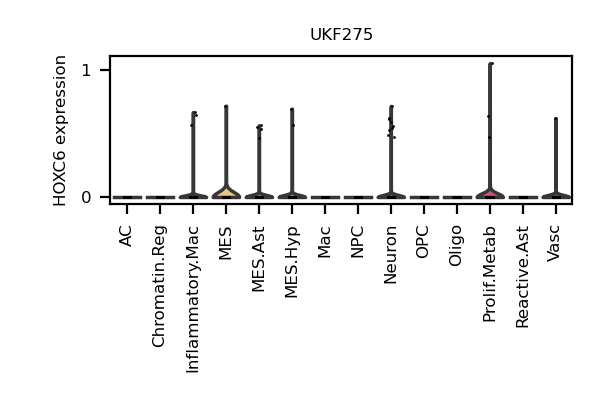 UKF275
HOXC6 expression
1
0
AC
Chromatin.Reg
Inflammatory.Mac
MES
MES.Ast
MES.Hyp
Mac
NPC
Neuron
OPC
Oligo
Prolif.Metab
Reactive.Ast
Vasc